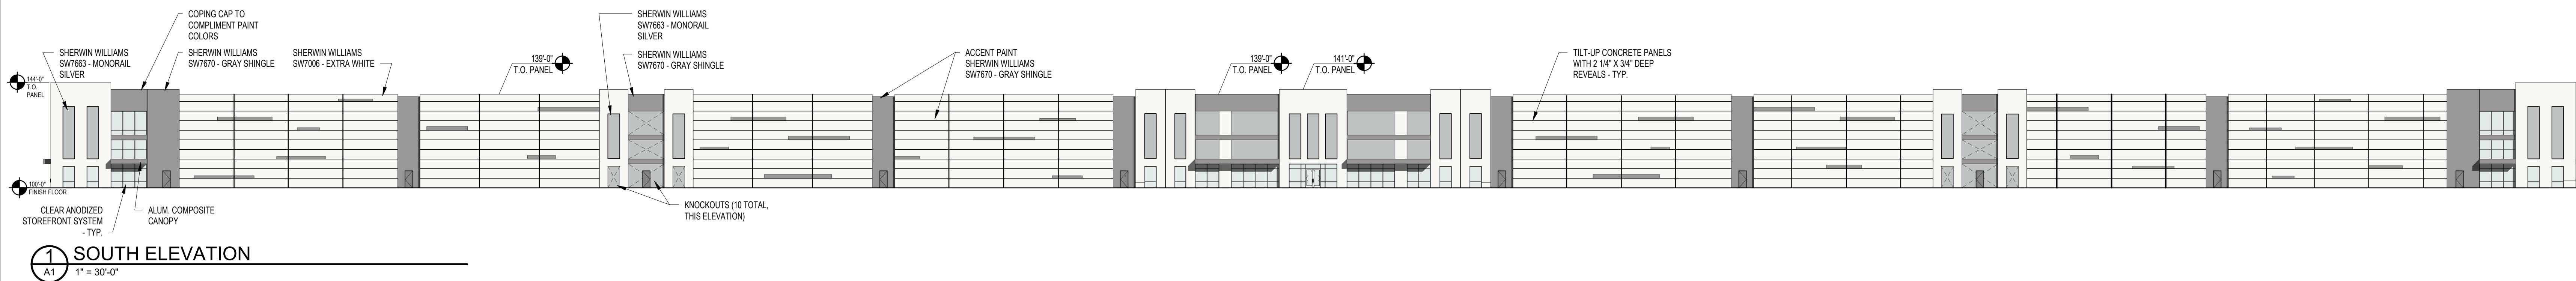 COPING CAP TO
COMPLIMENT PAINT
COLORS
SHERWIN WILLIAMS
SW7663 - MONORAIL
SILVER
SHERWIN WILLIAMS
SW7663 - MONORAIL
SILVER
SHERWIN WILLIAMS
SW7670 - GRAY SHINGLE
SHERWIN WILLIAMS
SW7006 - EXTRA WHITE
139'-0"
T.O. PANEL
SHERWIN WILLIAMS
SW7670 - GRAY SHINGLE
ACCENT PAINT
SHERWIN WILLIAMS
SW7670 - GRAY SHINGLE
139'-0"
T.O. PANEL
141'-0"
T.O. PANEL
TILT-UP CONCRETE PANELS
WITH 2 1/4" X 3/4" DEEP
REVEALS - TYP.
144'-0"
T.O.
PANEL
100'-0"
FINISH FLOOR
CLEAR ANODIZED
STOREFRONT SYSTEM
- TYP.
ALUM. COMPOSITE
CANOPY
KNOCKOUTS (10 TOTAL,
THIS ELEVATION)
1
A1
SOUTH ELEVATION
1" = 30'-0"